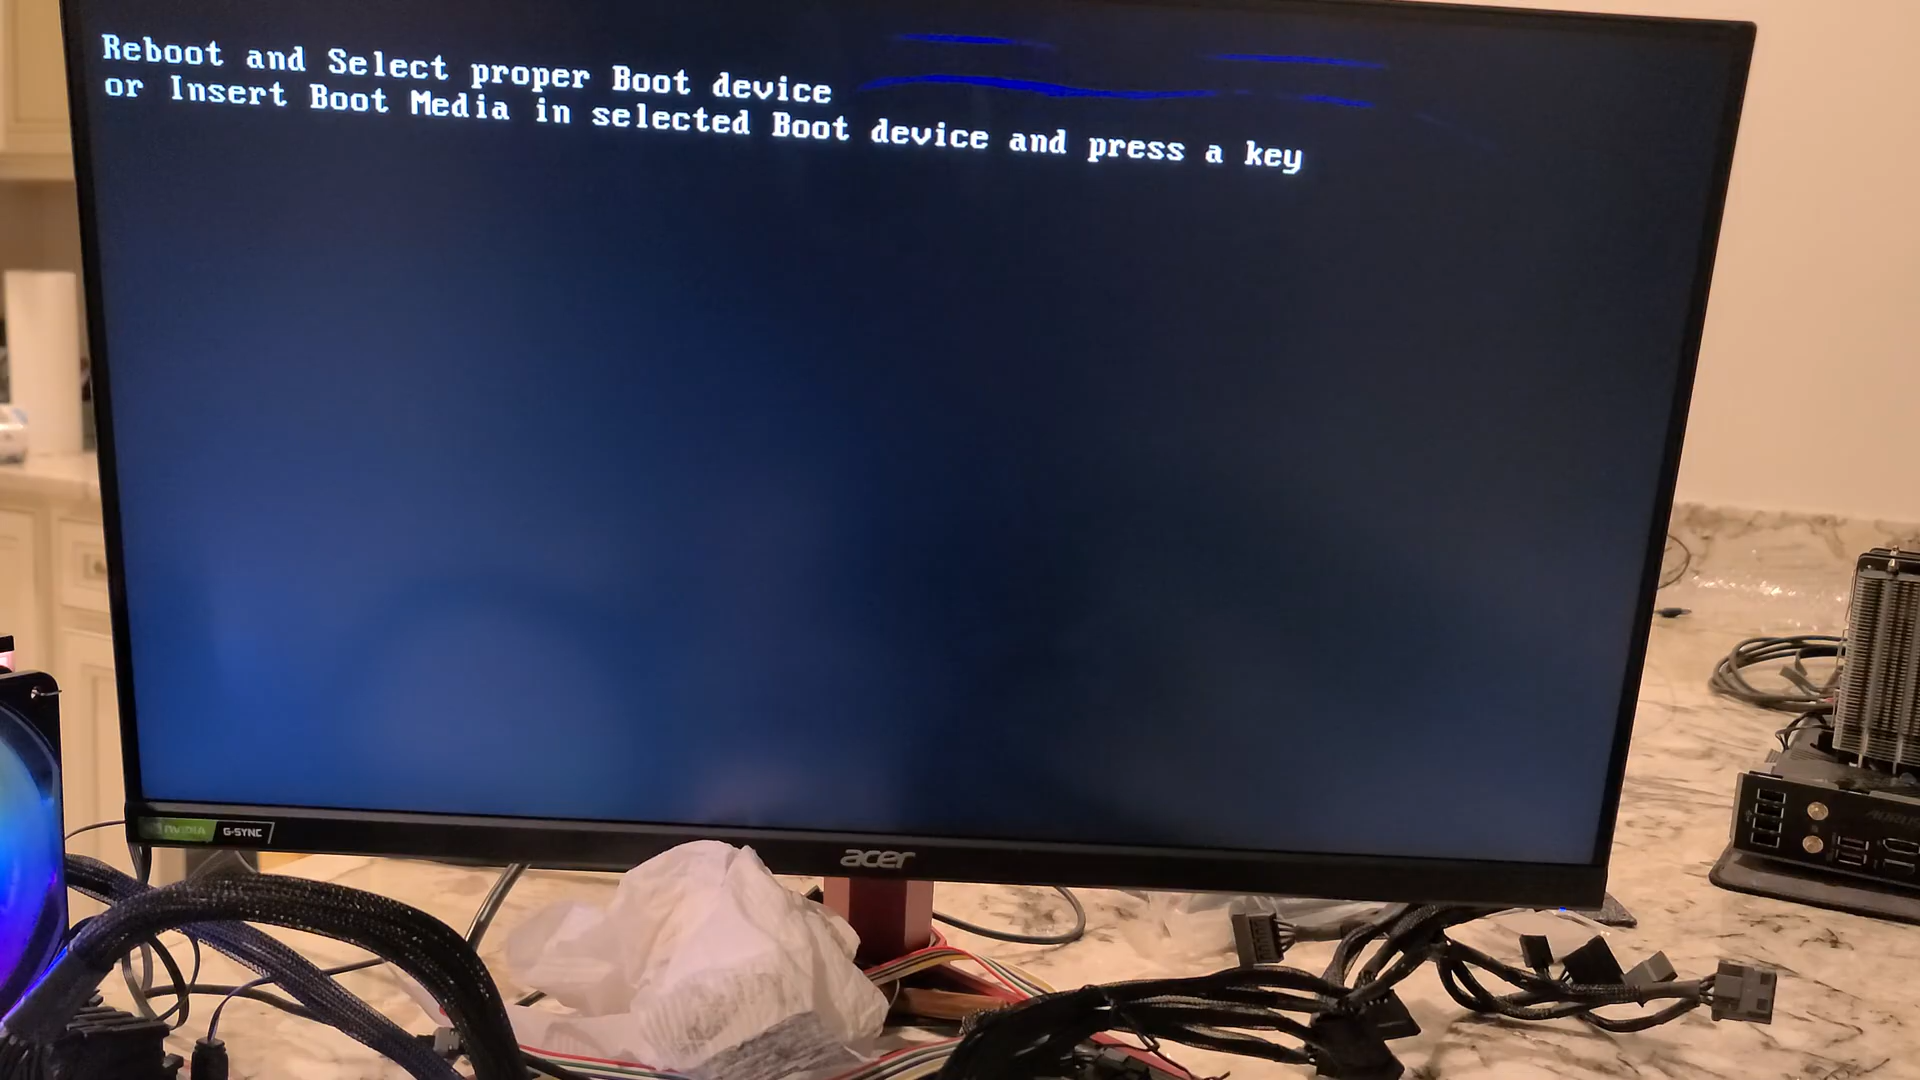 Reboot and Select proper Boot device
or Insert Boot Media in selected Boot device and press a key
NVIDIA G-SYNC
acer